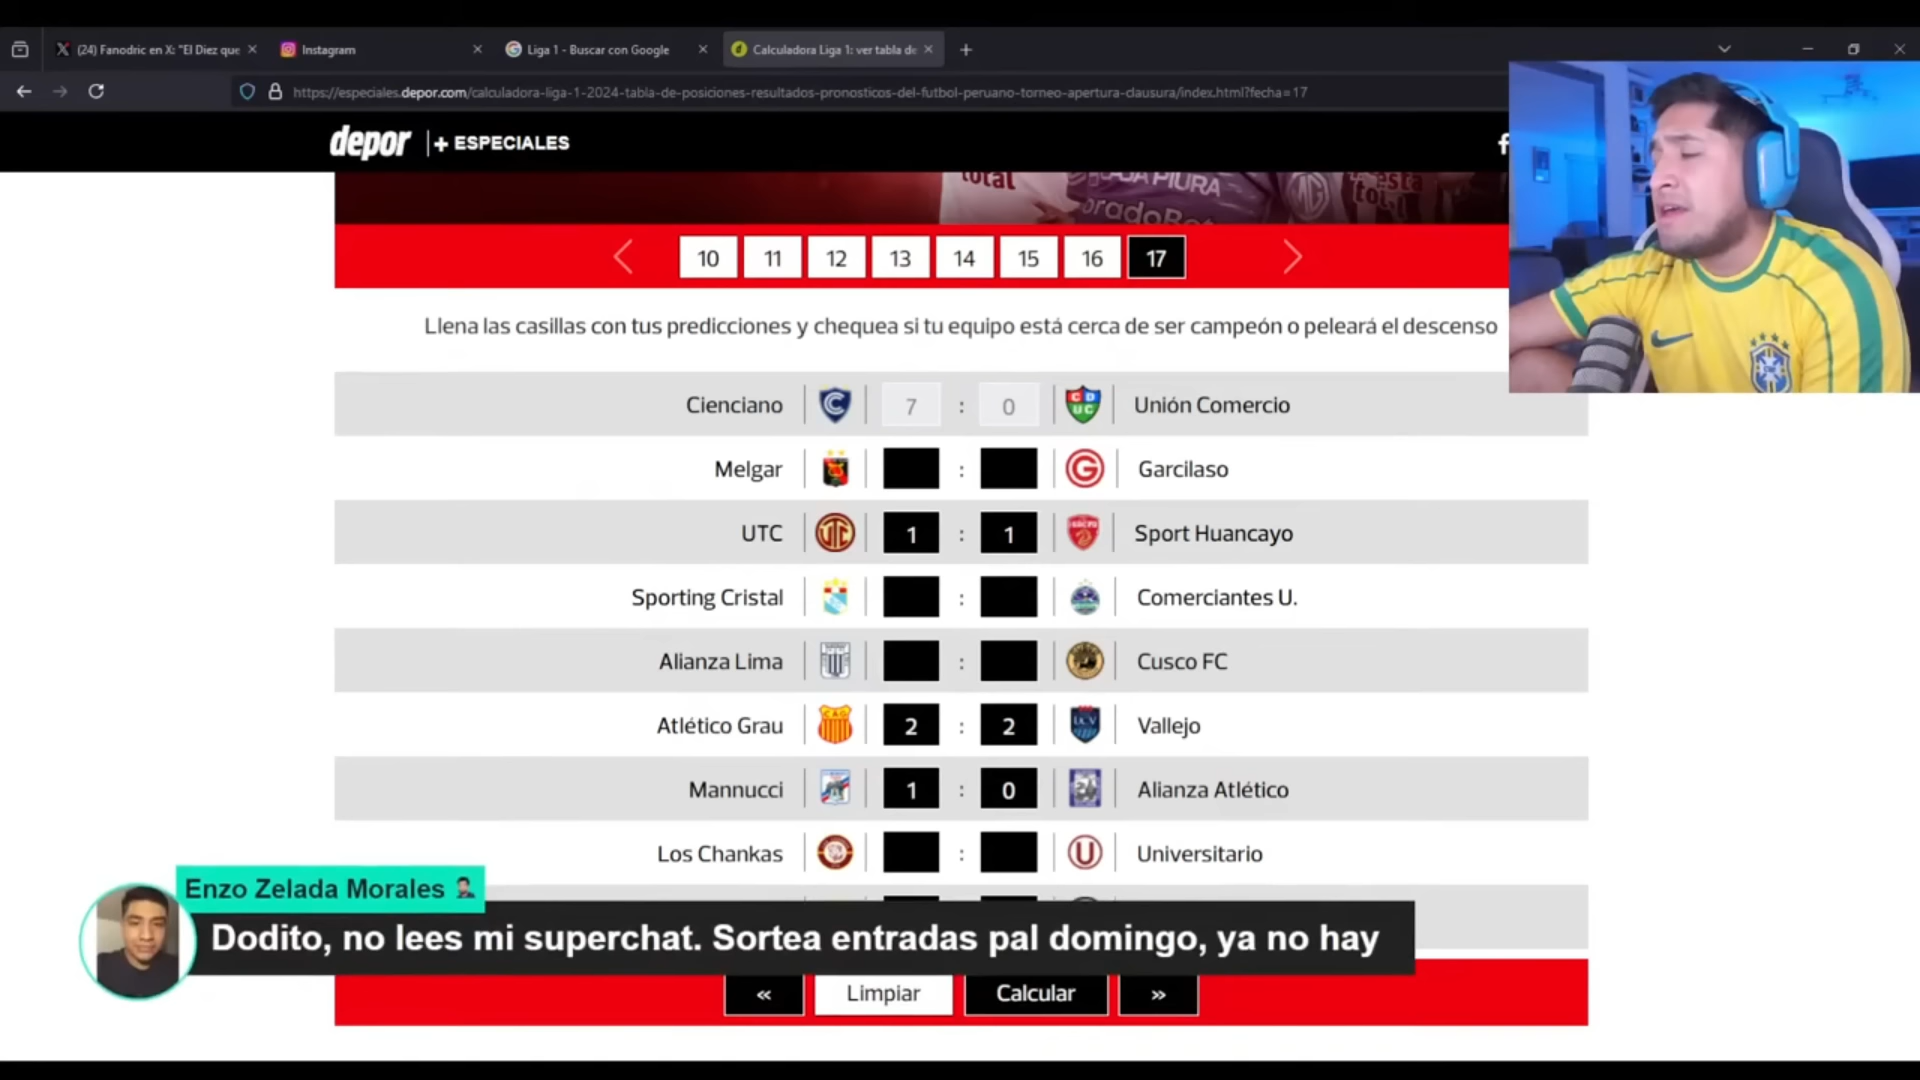 (24) Fanodric en X: "El Diez que
Instagram
Liga 1 - Buscar con Google
Calculadora Liga 1: ver tabla de
https://especiales.depor.com/calculadora-liga-1-2024-tabla-de-posiciones-resultados-pronosticos-del-futbol-peruano-torneo-apertura-clausura/index.html?fecha=17
depor + ESPECIALES
total
PIURA
MG
total
10 11 12 13 14 15 16 17
Llena las casillas con tus predicciones y chequea si tu equipo está cerca de ser campeón o peleará el descenso
Cienciano 7 : 0 Unión Comercio
Melgar : Garcilaso
UTC 1 : 1 Sport Huancayo
Sporting Cristal : Comerciantes U.
Alianza Lima : Cusco FC
Atlético Grau 2 : 2 Vallejo
Mannucci 1 : 0 Alianza Atlético
Los Chankas : Universitario
Enzo Zelada Morales
Dodito, no lees mi superchat. Sortea entradas pal domingo, ya no hay
« Limpiar Calcular »